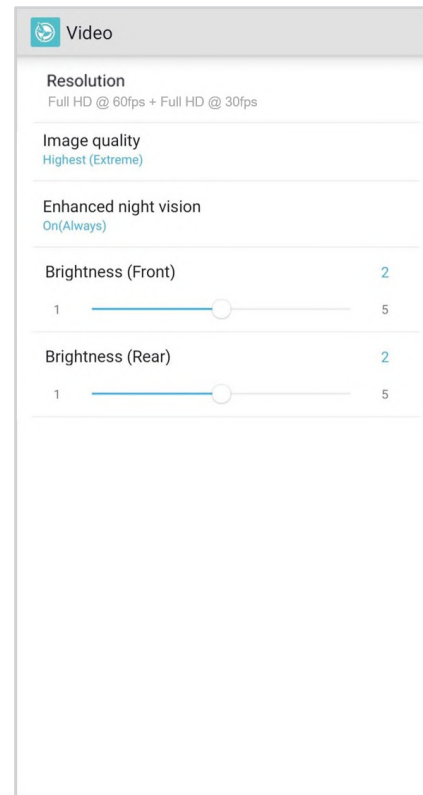 Video
Resolution
Full HD @ 60fps + Full HD @ 30fps
Image quality
Highest (Extreme)
Enhanced night vision
On(Always)
Brightness (Front) 2
1 5
Brightness (Rear) 2
1 5